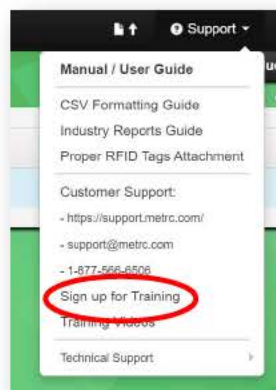 Support
Manual / User Guide
CSV Formatting Guide
Industry Reports Guide
Proper RFID Tags Attachment
Customer Support:
- https://support.metrc.com/
- support@metrc.com
- 1-877-566-6506
Sign up for Training
Training Videos
Technical Support